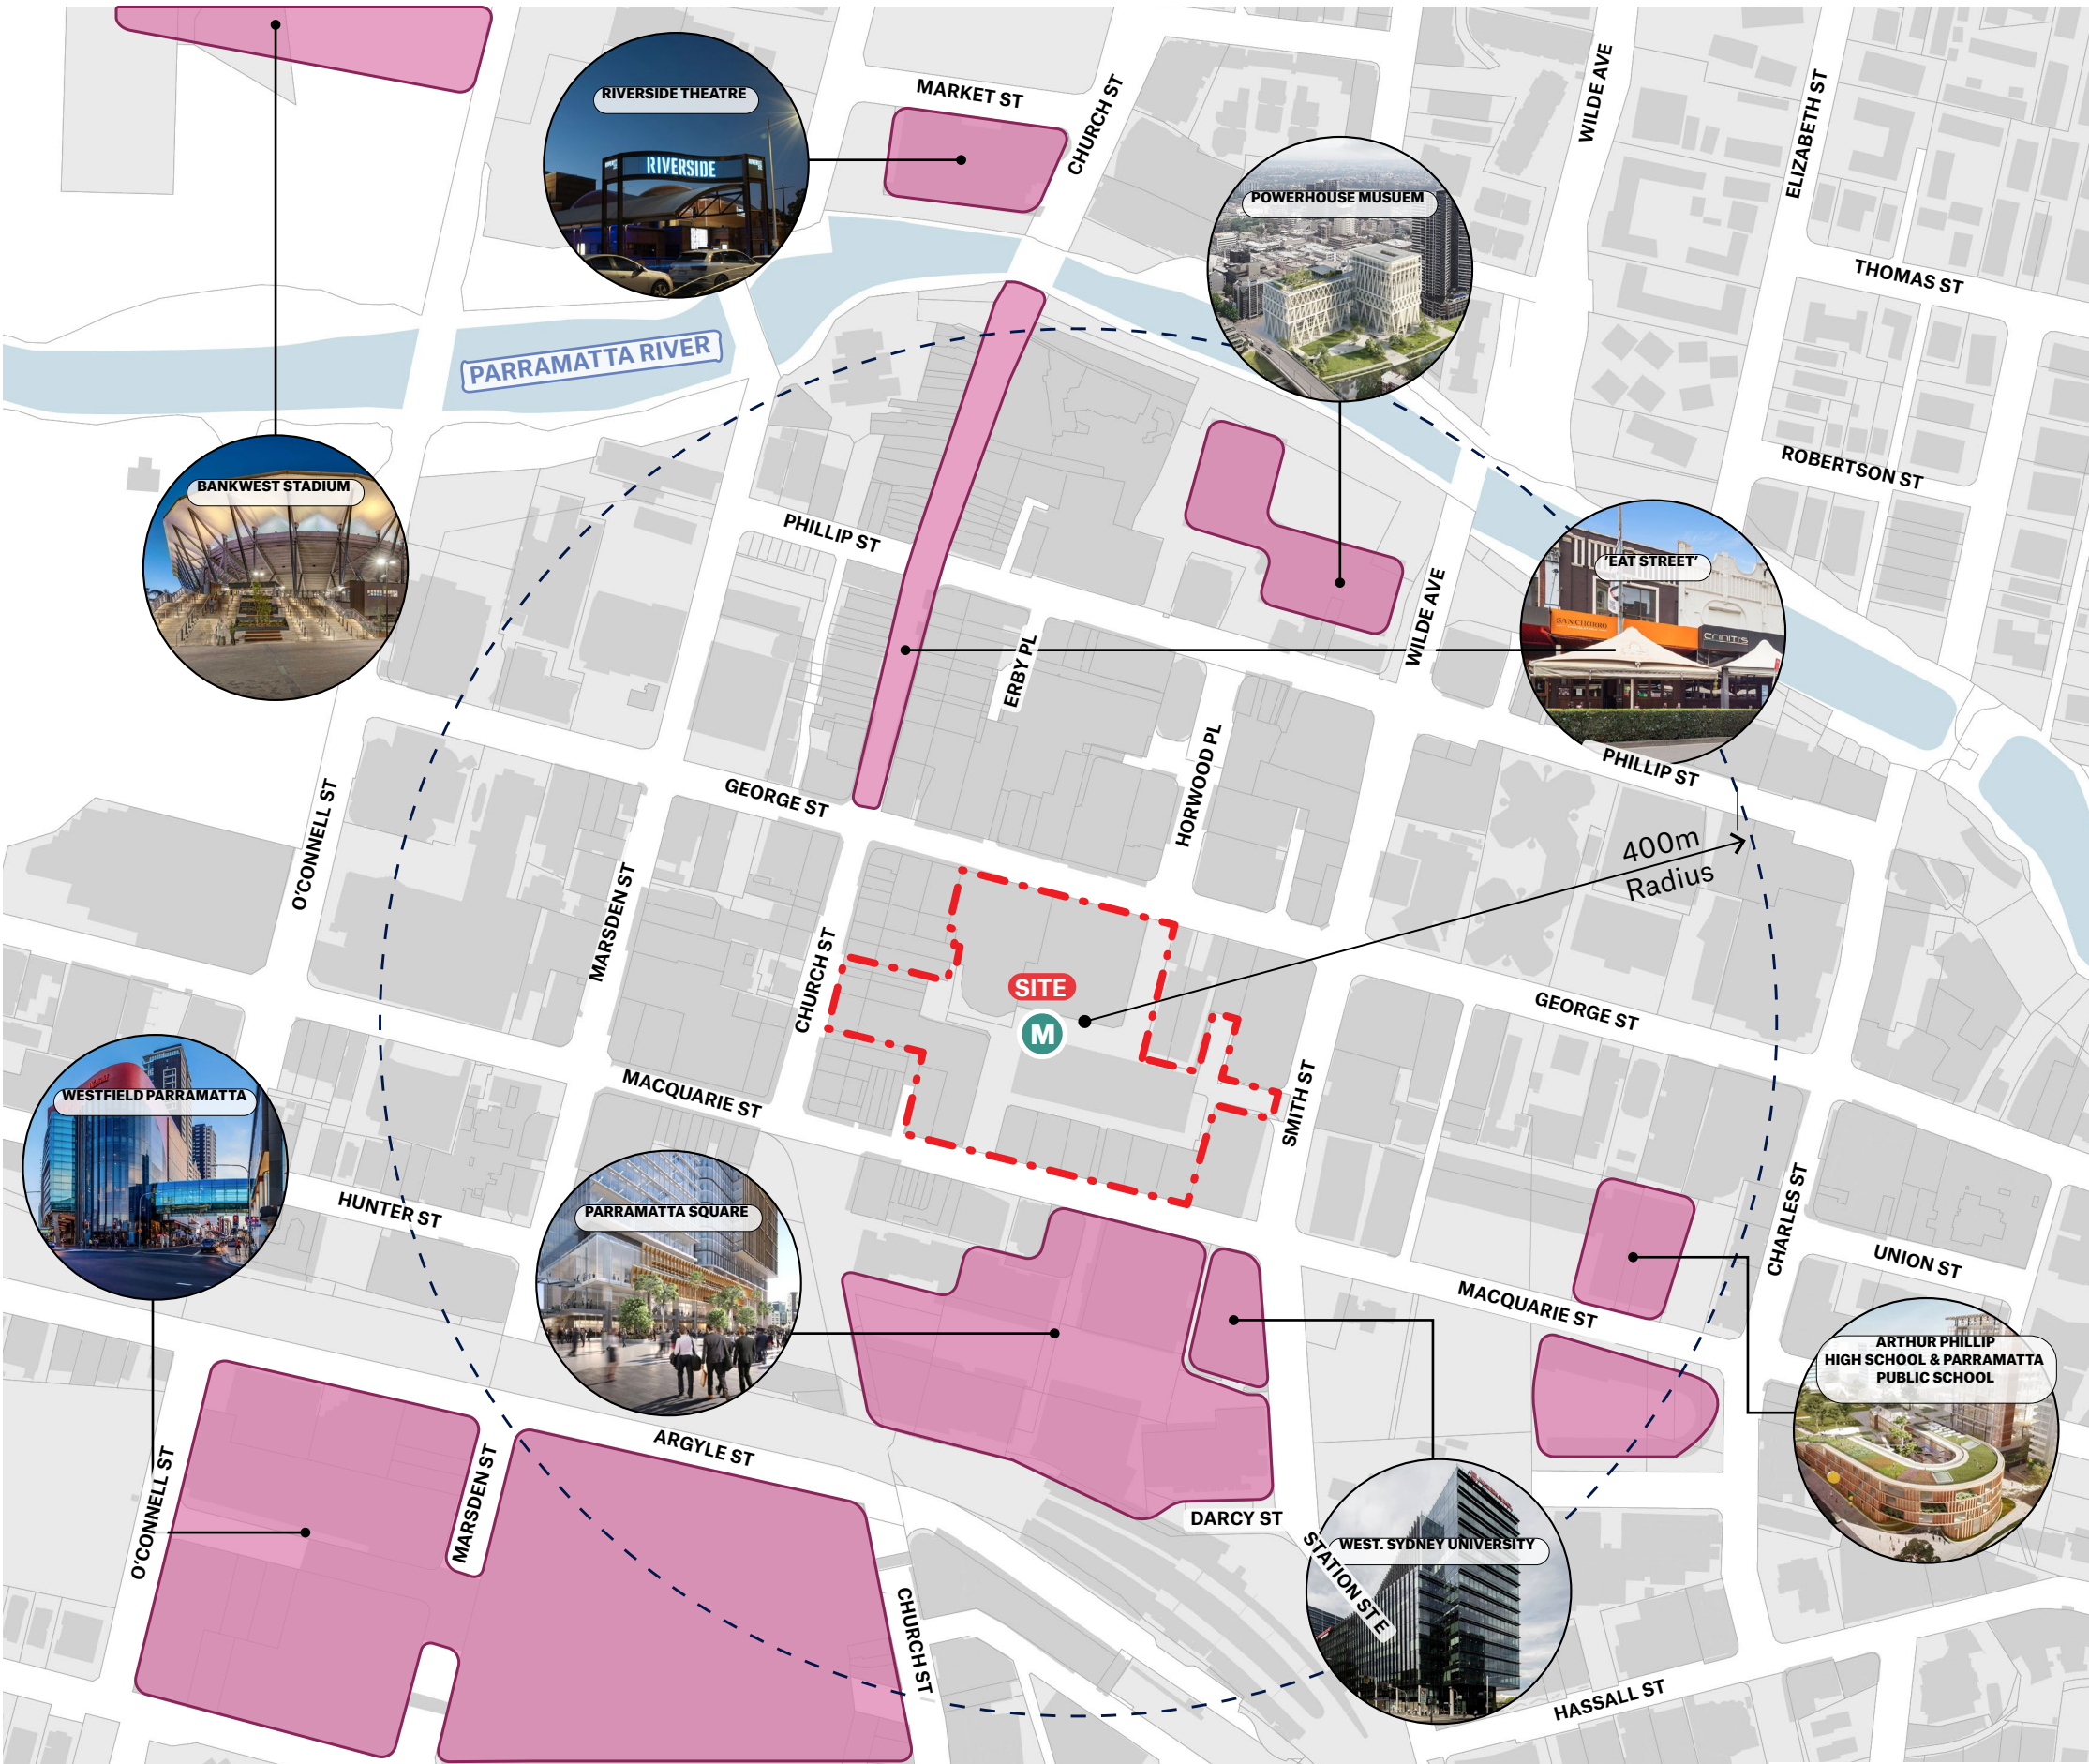 RIVERSIDE THEATRE
RIVERSIDE
MARKET ST
CHURCH ST
WILDE AVE
ELIZABETH ST
POWERHOUSE MUSUEM
THOMAS ST
PARRAMATTA RIVER
ROBERTSON ST
BANKWEST STADIUM
PHILLIP ST
'EAT STREET'
SAN CHURRO
CRINITIS
WILDE AVE
ERBY PL
HORWOOD PL
PHILLIP ST
GEORGE ST
O'CONNELL ST
400m
Radius
MARSDEN ST
CHURCH ST
SITE
M
GEORGE ST
SMITH ST
MACQUARIE ST
WESTFIELD PARRAMATTA
HUNTER ST
PARRAMATTA SQUARE
CHARLES ST
UNION ST
MACQUARIE ST
ARTHUR PHILLIP
HIGH SCHOOL & PARRAMATTA
PUBLIC SCHOOL
ARGYLE ST
O'CONNELL ST
MARSDEN ST
DARCY ST
STATION ST E
WEST. SYDNEY UNIVERSITY
CHURCH ST
HASSALL ST